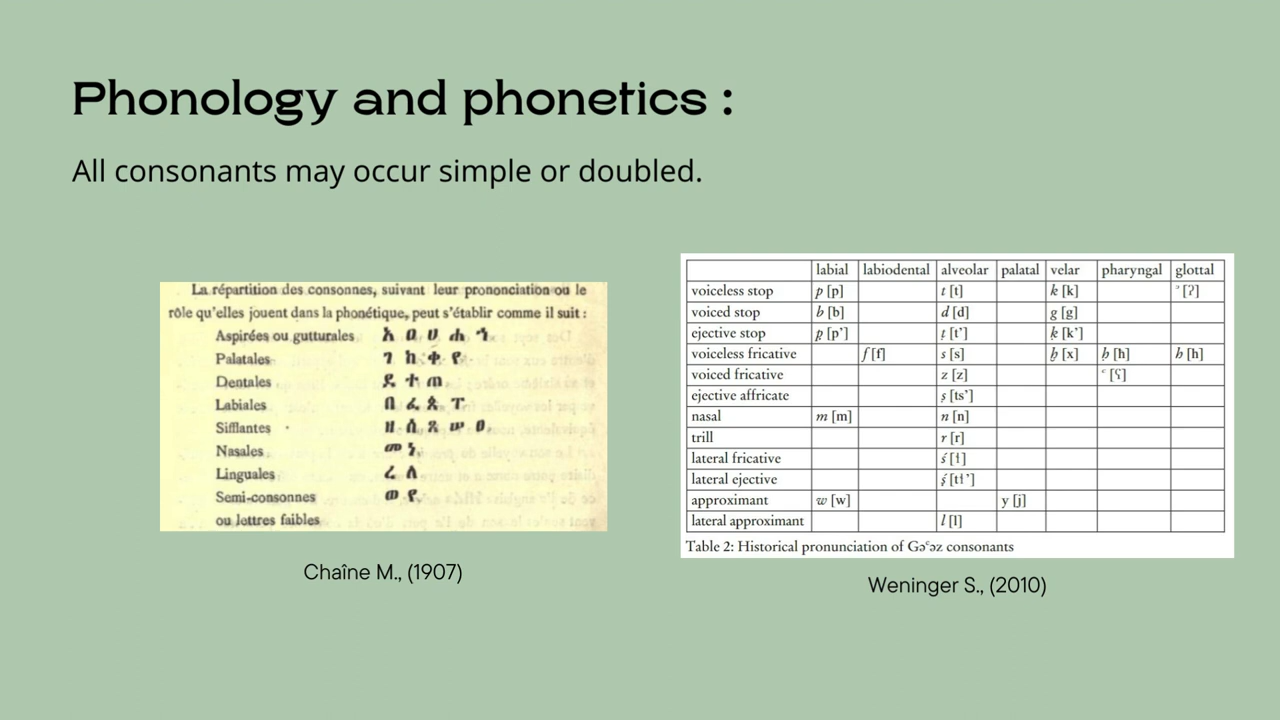 Phonology and phonetics :
All consonants may occur simple or doubled.
La répartition des consonnes, suivant leur prononciation ou le
rôle qu'elles jouent dans la phonétique, peut s'établir comme il suit :
Aspirées ou gutturales አ ዐ ሀ ሐ ኀ
Palatales ገ ከ ቀ የ
Dentales ደ ተ ጠ
Labiales በ ፈ ጰ ፐ
Sifflantes ዘ ሰ ጸ ሠ ፀ.
Nasales መ ነ
Linguales ረ ለ
Semi-consonnes ወ የ
ou lettres faibles
Chaîne M., (1907)
labial labiodental alveolar palatal velar pharyngal glottal
voiceless stop p [p] t [t] k [k] ʾ [ʔ]
voiced stop b [b] d [d] g [g]
ejective stop p̣ [p’] ṭ [t’] ḳ [k’]
voiceless fricative f [f] s [s] ḫ [x] ḥ [ħ] h [h]
voiced fricative z [z] ʿ [ʕ]
ejective affricate ṣ [ts’]
nasal m [m] n [n]
trill r [r]
lateral fricative ś [ɬ]
lateral ejective ṣ́ [tɬ’]
approximant w [w] y [j]
lateral approximant l [l]
Table 2: Historical pronunciation of Gəʿəz consonants
Weninger S., (2010)